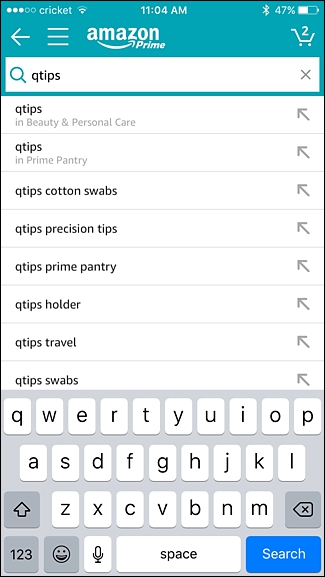 cricket 11:04 AM 47%
amazon 2
Prime
qtips
qtips
in Beauty & Personal Care
qtips
in Prime Pantry
qtips cotton swabs
qtips precision tips
qtips prime pantry
qtips holder
qtips travel
qtips swabs
q w e r t y u i o p
a s d f g h j k l
z x c v b n m
123 space Search